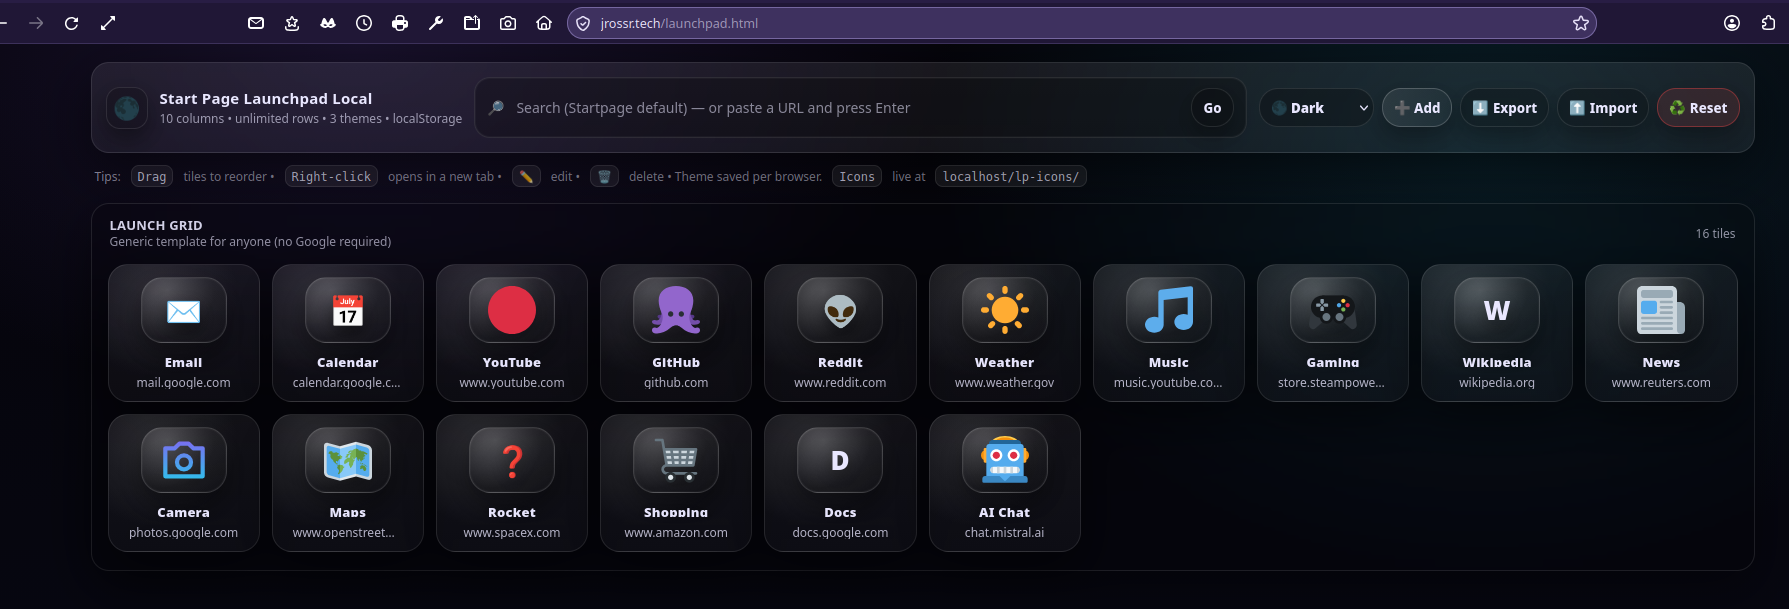 jrossr.tech/launchpad.html
Start Page Launchpad Local
10 columns • unlimited rows • 3 themes • localStorage
Search (Startpage default) — or paste a URL and press Enter
Go
Dark
Add
Export
Import
Reset
Tips: Drag tiles to reorder • Right-click opens in a new tab • edit • delete • Theme saved per browser. Icons live at localhost/lp-icons/
LAUNCH GRID
Generic template for anyone (no Google required)
16 tiles
July
17
W
Email
Calendar
YouTube
GitHub
Reddit
Weather
Music
Gaming
Wikipedia
News
mail.google.com
calendar.google.c...
www.youtube.com
github.com
www.reddit.com
www.weather.gov
music.youtube.co...
store.steampowe...
wikipedia.org
www.reuters.com
?
D
Camera
Maps
Rocket
Shopping
Docs
AI Chat
photos.google.com
www.openstreet...
www.spacex.com
www.amazon.com
docs.google.com
chat.mistral.ai